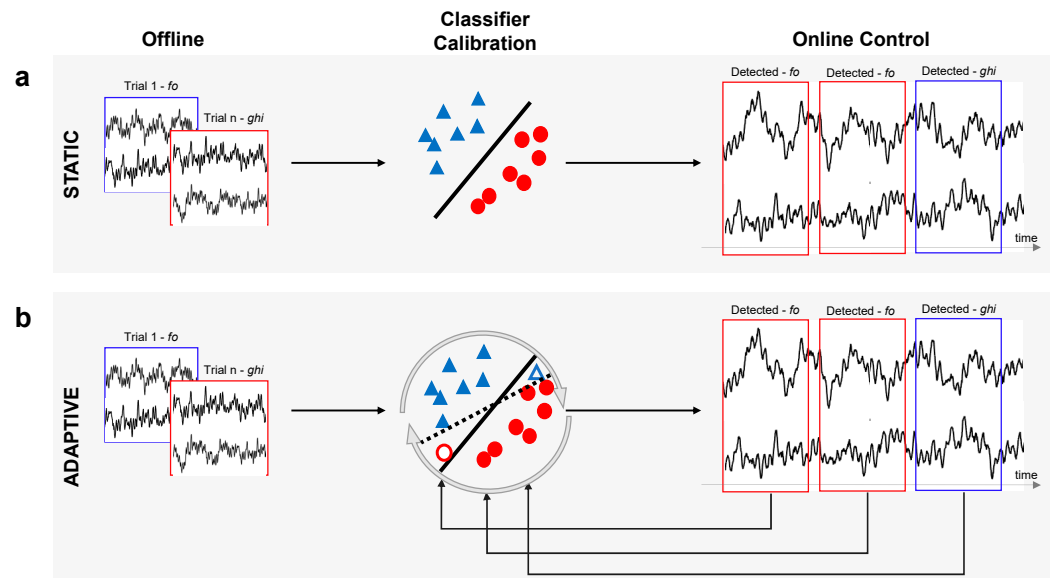 Offline
Classifier
Calibration
Online Control
a
STATIC
Trial 1 - fo
Trial n - ghi
Detected - fo
Detected - fo
Detected - ghi
time
b
ADAPTIVE
Trial 1 - fo
Trial n - ghi
Detected - fo
Detected - fo
Detected - ghi
time